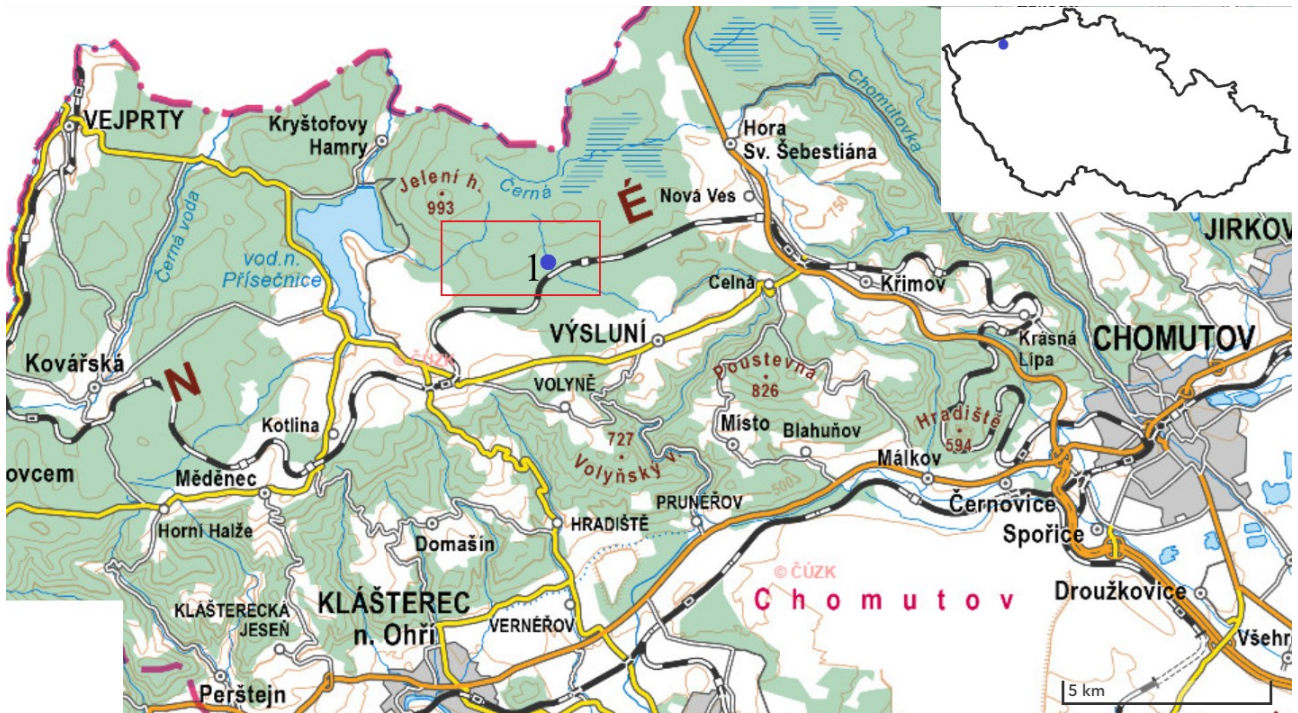 VEJPRTY
Kryštofovy
Hamry
Jelení h.
993
Černá
Hora
Sv. Šebestiána
Chomutovka
Nová Ves
É
750
JIRKOV
Černá voda
vod.n.
Přísečnice
1
Celná
Křimov
VÝSLUNÍ
Krásná
Lípa
CHOMUTOV
© ČÚZK
Kovářská
N
VOLYNĚ
Poustevna
826
Hradiště
594
Kotlina
727
Volyňský v.
Místo
Blahuňov
Málkov
ovcem
Měděnec
500
PRUNÉŘOV
Černovice
Spořice
Horní Halže
Domašín
HRADIŠTĚ
© ČÚZK
Chomutov
Droužkovice
KLÁŠTERECKÁ
JESEŇ
KLÁŠTEREC
n. Ohří
VERNÉŘOV
Všehr
Perštejn
5 km